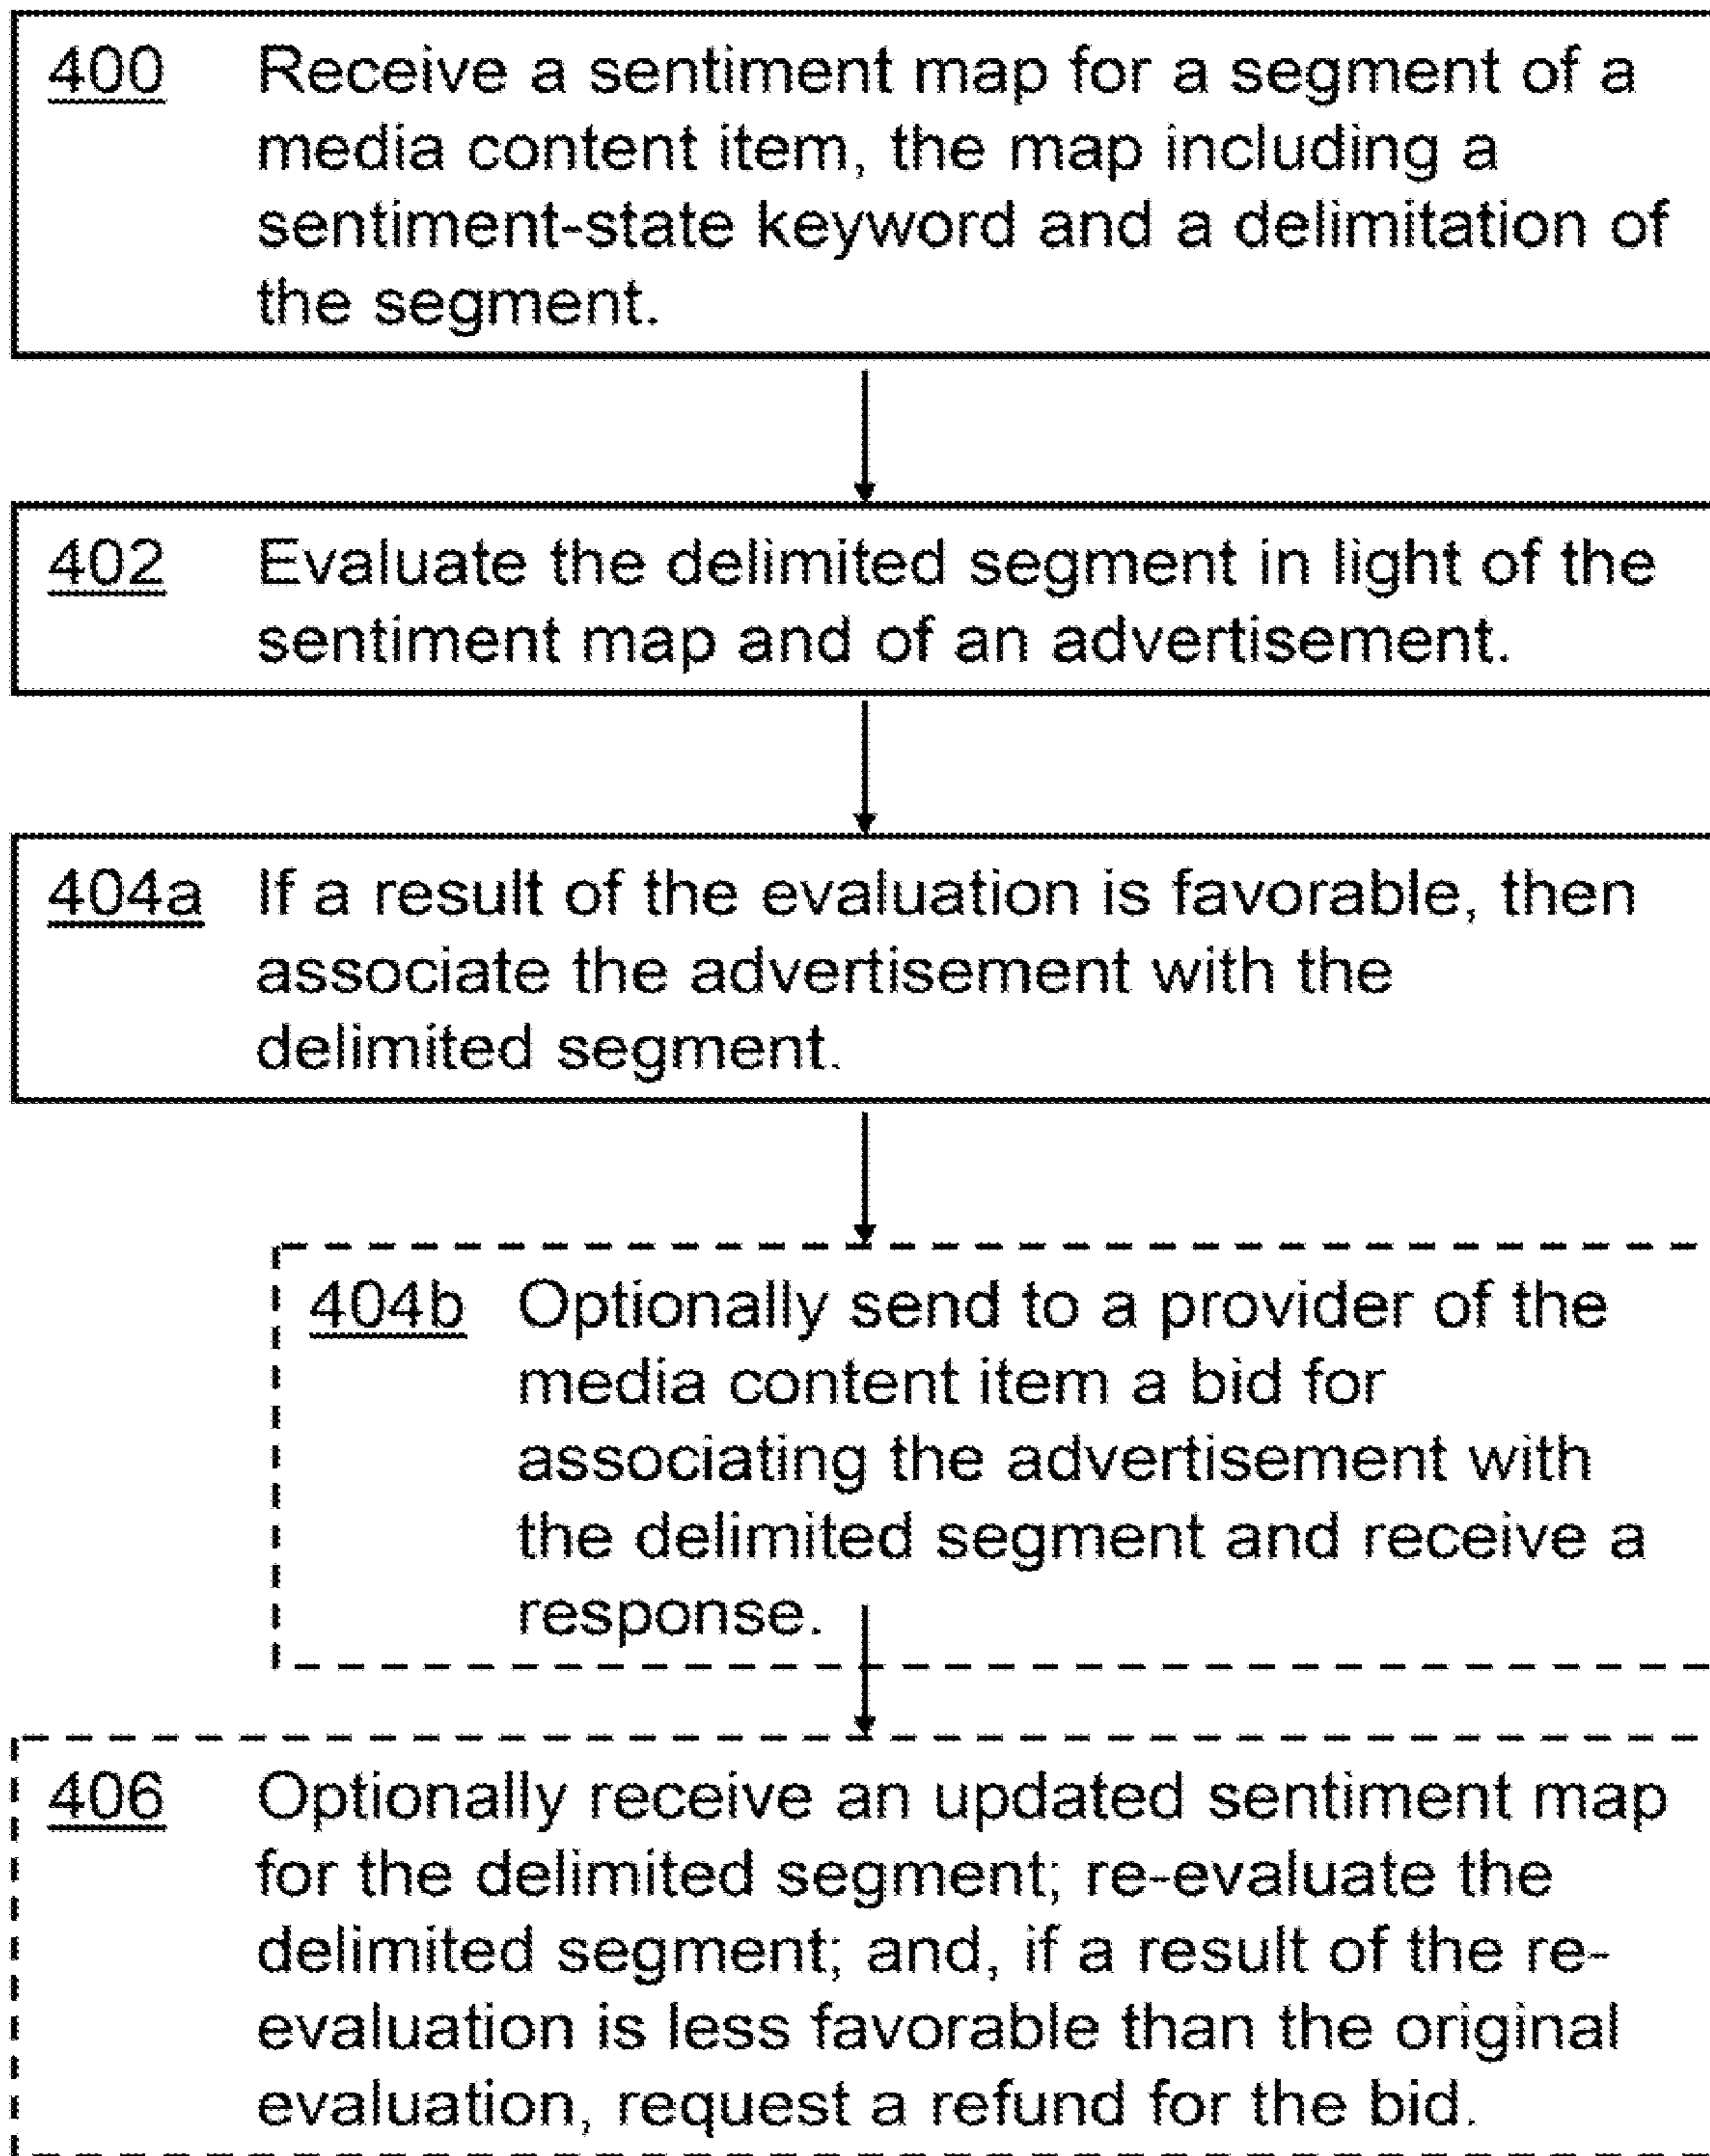 400 Receive a sentiment map for a segment of a
media content item, the map including a
sentiment-state keyword and a delimitation of
the segment.
402 Evaluate the delimited segment in light of the
sentiment map and of an advertisement.
404a If a result of the evaluation is favorable, then
associate the advertisement with the
delimited segment.
404b Optionally send to a provider of the
media content item a bid for
associating the advertisement with
the delimited segment and receive a
response.
406 Optionally receive an updated sentiment map
for the delimited segment; re-evaluate the
delimited segment; and, if a result of the re-
evaluation is less favorable than the original
evaluation, request a refund for the bid.